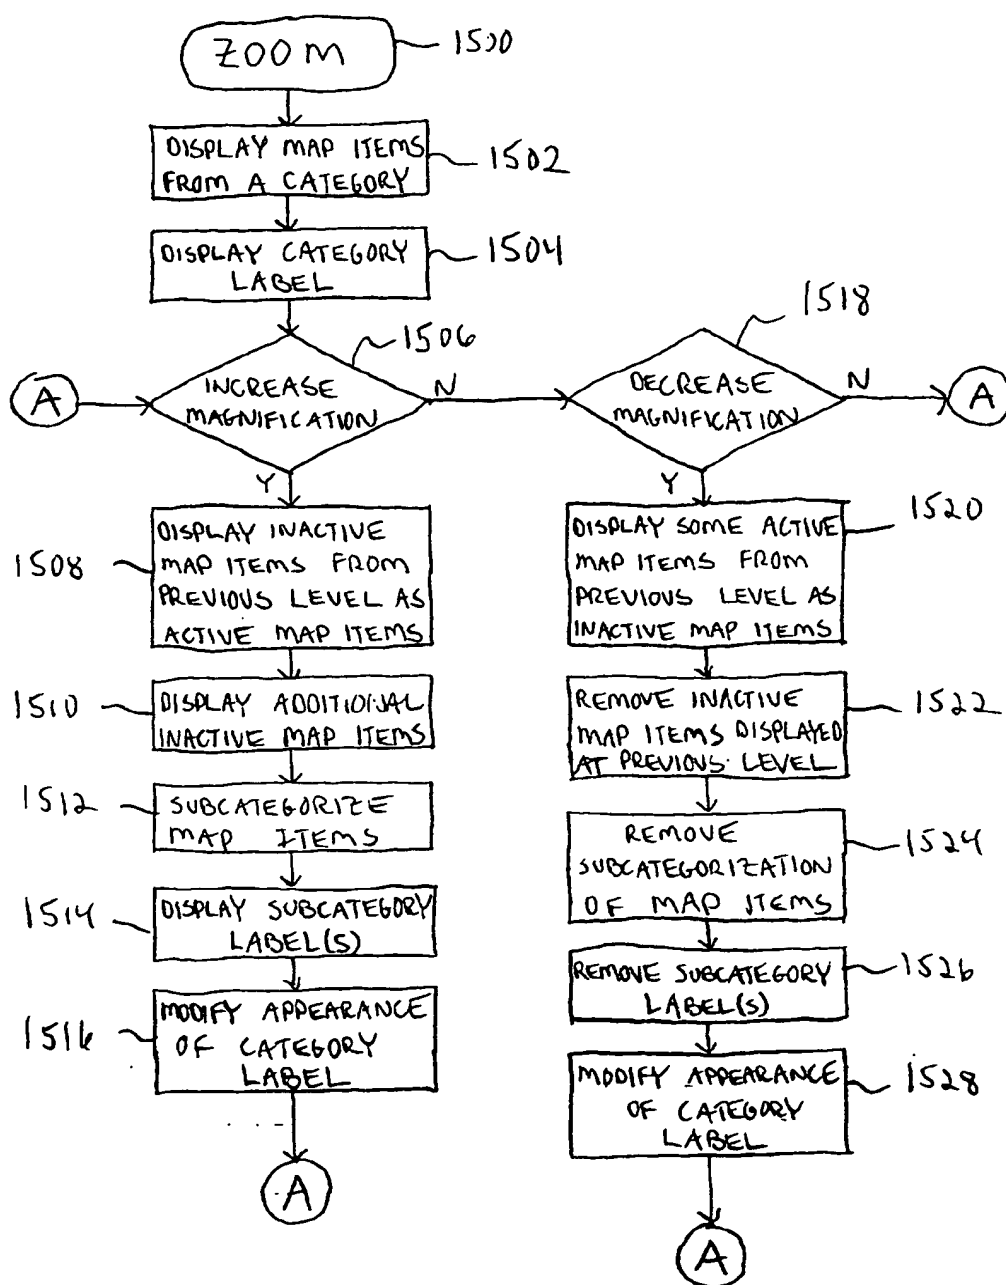 ZOOM
1500
DISPLAY MAP ITEMS
FROM A CATEGORY
1502
DISPLAY CATEGORY
LABEL
1504
A
INCREASE
MAGNIFICATION
1506
N
Y
DECREASE
MAGNIFICATION
1518
N
A
Y
1508
DISPLAY INACTIVE
MAP ITEMS FROM
PREVIOUS LEVEL AS
ACTIVE MAP ITEMS
1510
DISPLAY ADDITIONAL
INACTIVE MAP ITEMS
1512
SUBCATEGORIZE
MAP ITEMS
1514
DISPLAY SUBCATEGORY
LABEL(S)
1516
MODIFY APPEARANCE
OF CATEGORY
LABEL
A
DISPLAY SOME ACTIVE
MAP ITEMS FROM
PREVIOUS LEVEL AS
INACTIVE MAP ITEMS
1520
REMOVE INACTIVE
MAP ITEMS DISPLAYED
AT PREVIOUS LEVEL
1522
REMOVE
SUBCATEGORIZATION
OF MAP ITEMS
1524
REMOVE SUBCATEGORY
LABEL(S)
1526
MODIFY APPEARANCE
OF CATEGORY
LABEL
1528
A